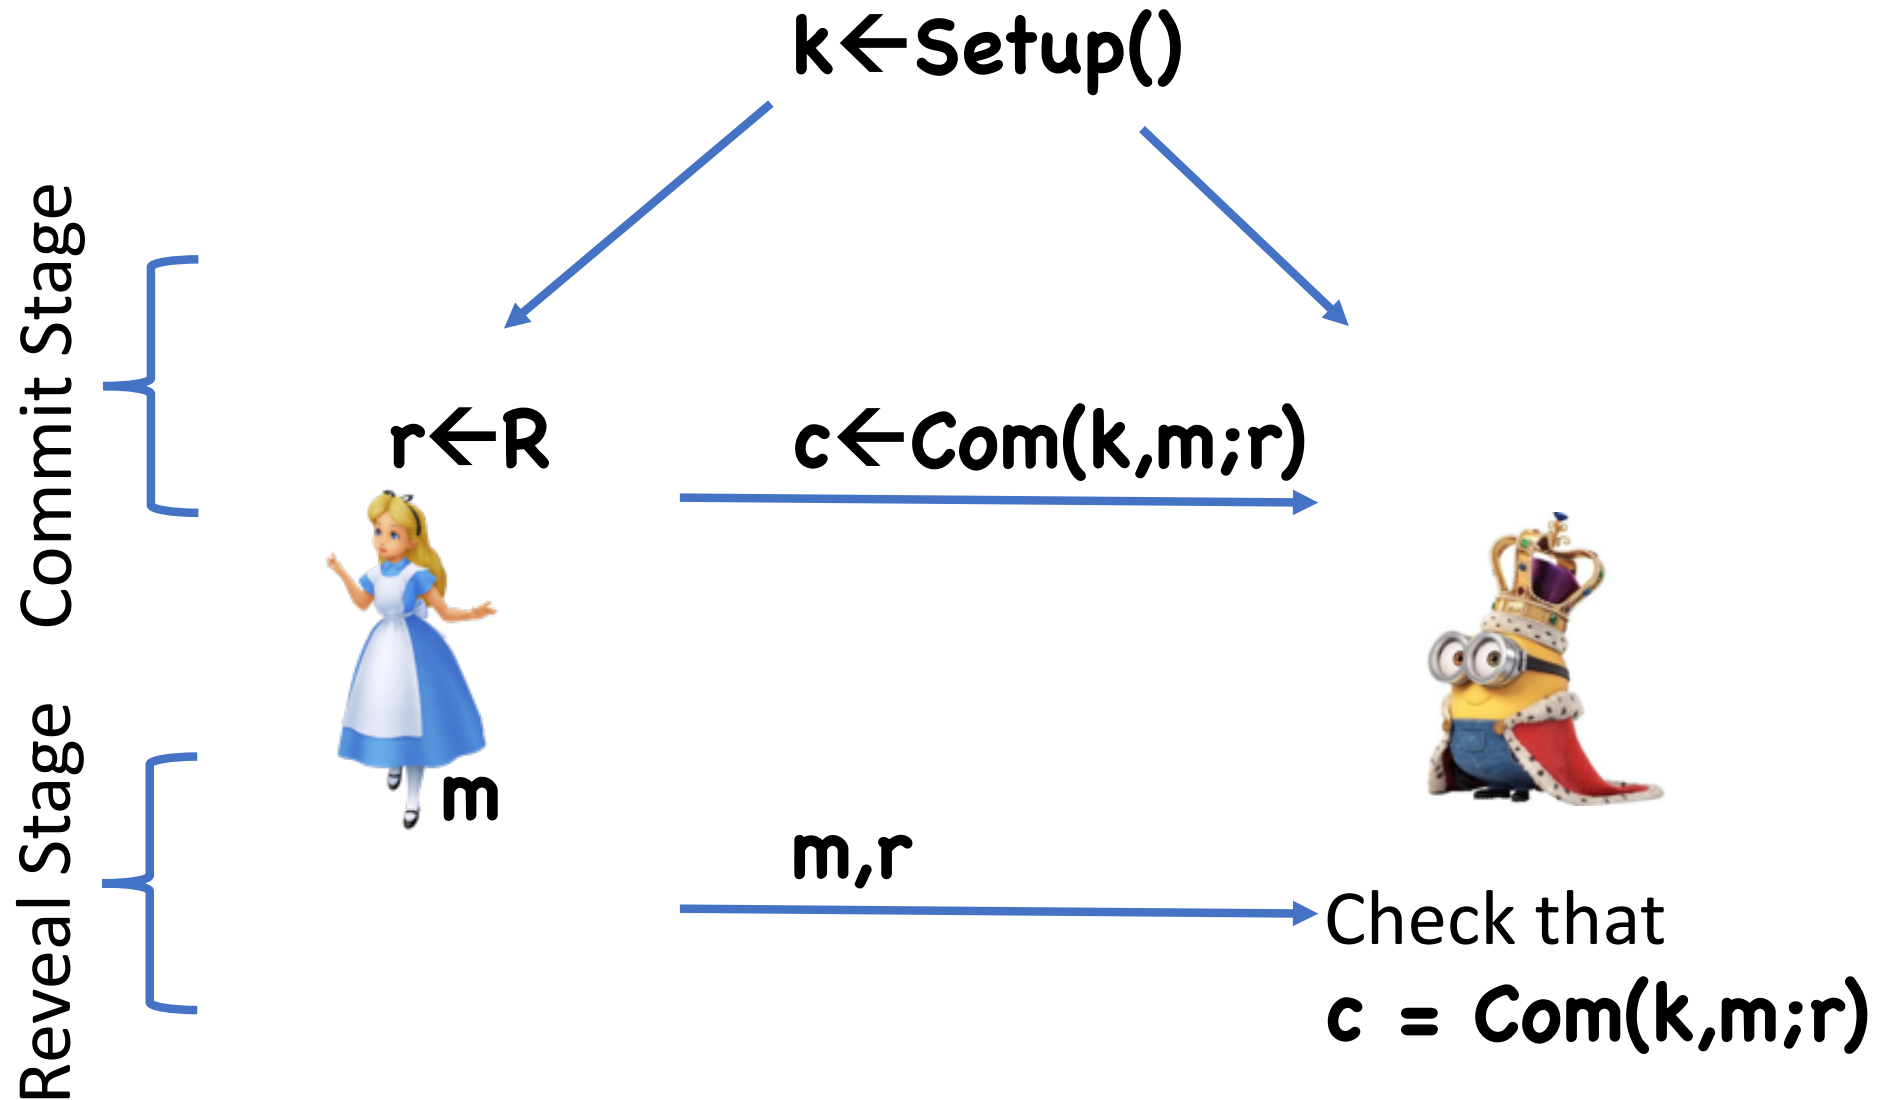 k←Setup()
Commit Stage
r←R
c←Com(k,m;r)
m
Reveal Stage
m,r
Check that
c = Com(k,m;r)